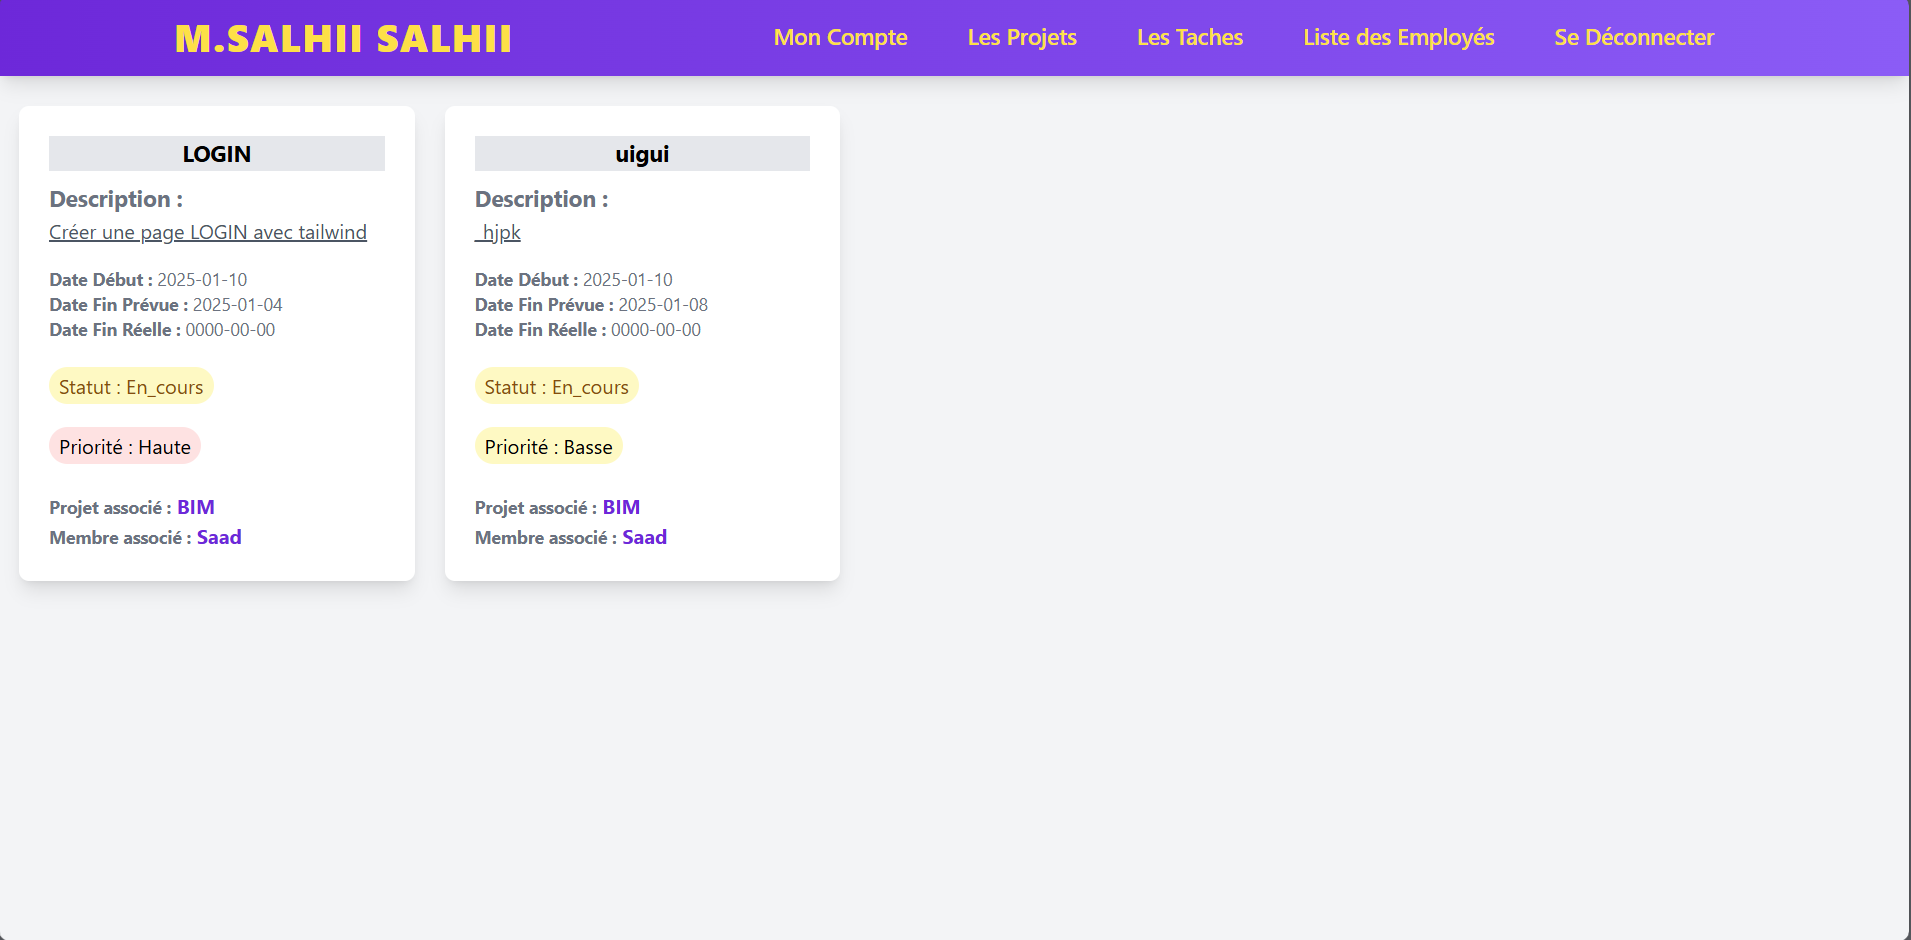 M.SALHII SALHII
Mon Compte
Les Projets
Les Taches
Liste des Employés
Se Déconnecter
LOGIN
Description :
Créer une page LOGIN avec tailwind
Date Début : 2025-01-10
Date Fin Prévue : 2025-01-04
Date Fin Réelle : 0000-00-00
Statut : En_cours
Priorité : Haute
Projet associé : BIM
Membre associé : Saad
uigui
Description :
_hjpk
Date Début : 2025-01-10
Date Fin Prévue : 2025-01-08
Date Fin Réelle : 0000-00-00
Statut : En_cours
Priorité : Basse
Projet associé : BIM
Membre associé : Saad